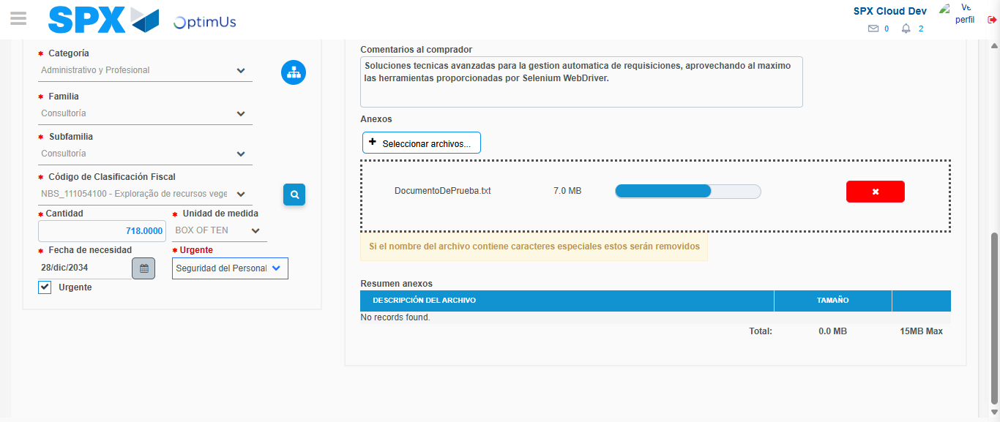 SPX
OptimUs
SPX Cloud Dev
Ve
perfil
0
2
* Categoría
Administrativo y Profesional
* Familia
Consultoría
* Subfamilia
Consultoría
* Código de Clasificación Fiscal
NBS_111054100 - Exploração de recursos vege
* Cantidad
* Unidad de medida
718.0000
BOX OF TEN
* Fecha de necesidad
* Urgente
28/dic/2034
Seguridad del Personal
Urgente
Comentarios al comprador
Soluciones tecnicas avanzadas para la gestion automatica de requisiciones, aprovechando al maximo
las herramientas proporcionadas por Selenium WebDriver.
Anexos
+ Seleccionar archivos...
DocumentoDePrueba.txt
7.0 MB
Si el nombre del archivo contiene caracteres especiales estos serán removidos
Resumen anexos
DESCRIPCIÓN DEL ARCHIVO
TAMAÑO
No records found.
Total:
0.0 MB
15MB Max